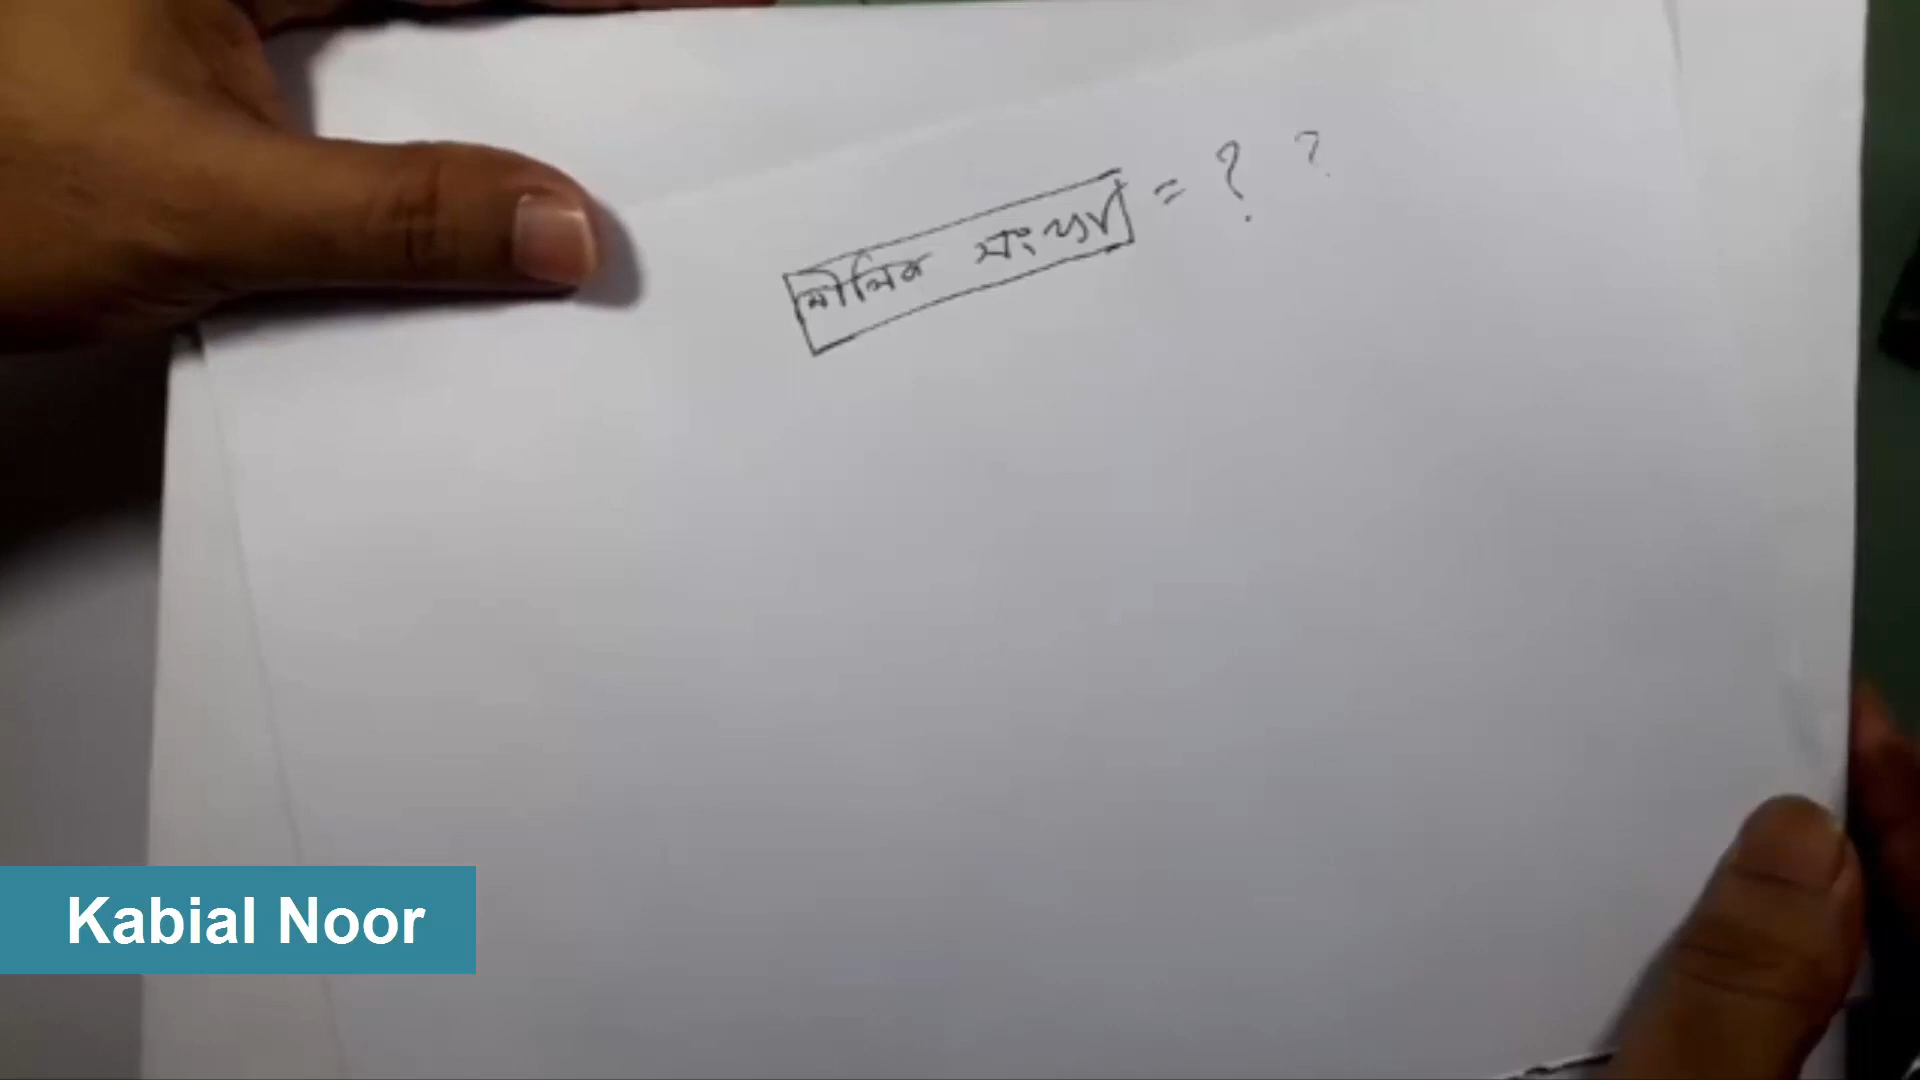 মৌলিক সংখ্যা = ? ?
Kabial Noor